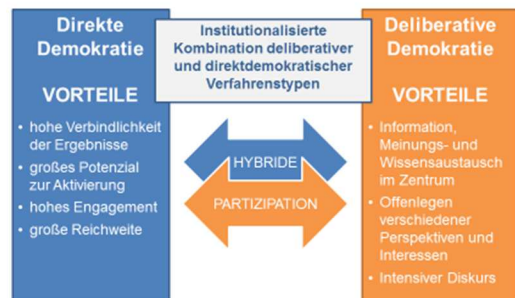 Direkte
Demokratie
VORTEILE
• hohe Verbindlichkeit
der Ergebnisse
• großes Potenzial
zur Aktivierung
• hohes Engagement
• große Reichweite
Institutionalisierte
Kombination deliberativer
und direktdemokratischer
Verfahrenstypen
HYBRIDE
PARTIZIPATION
Deliberative
Demokratie
VORTEILE
• Information,
Meinungs- und
Wissensaustausch
im Zentrum
• Offenlegen
verschiedener
Perspektiven und
Interessen
• Intensiver Diskurs